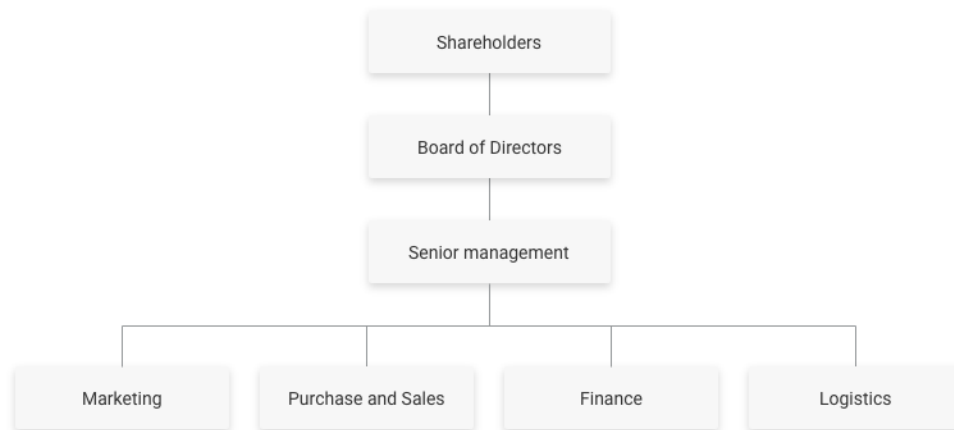 Shareholders
Board of Directors
Senior management
Marketing
Purchase and Sales
Finance
Logistics